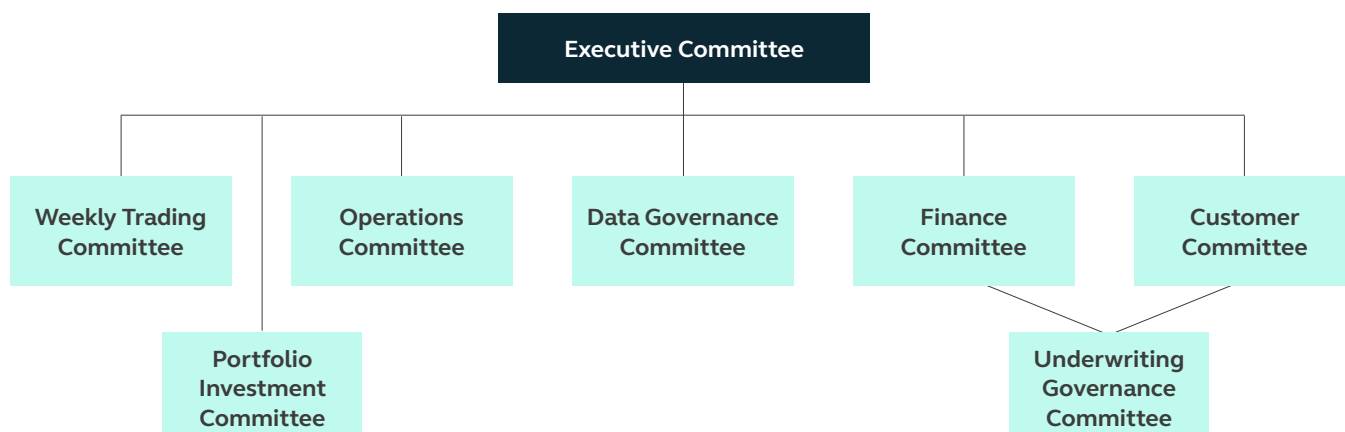 Executive Committee
Weekly Trading
Committee
Operations
Committee
Data Governance
Committee
Finance
Committee
Customer
Committee
Portfolio
Investment
Committee
Underwriting
Governance
Committee